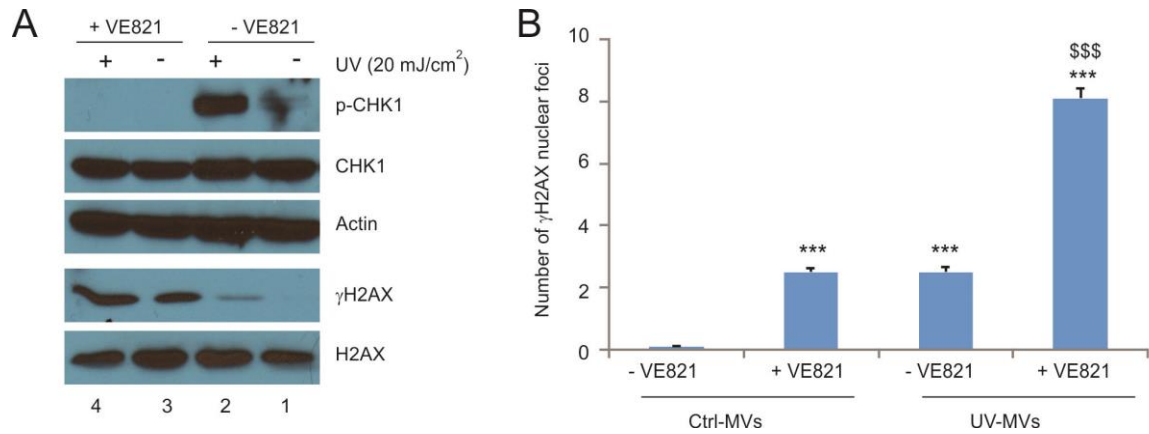 A
+ VE821 - VE821
+ - + - UV (20 mJ/cm²)
p-CHK1
CHK1
Actin
γH2AX
H2AX
4 3 2 1
B
Number of γH2AX nuclear foci
10
8
6
4
2
0
***
***
$$$
***
- VE821 + VE821 - VE821 + VE821
Ctrl-MVs UV-MVs